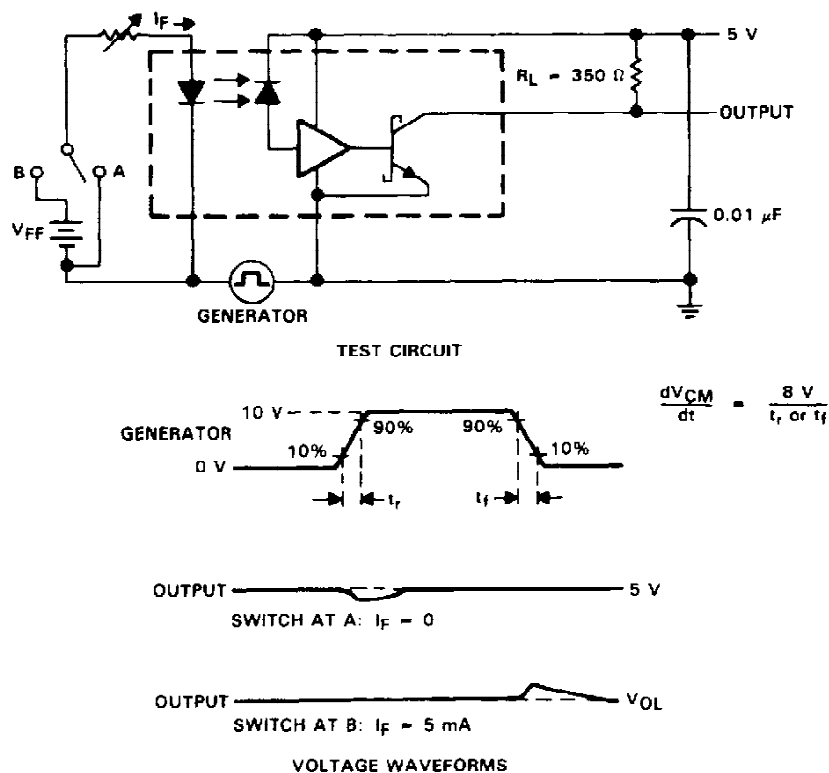 I_F
5 V
R_L = 350 Ω
OUTPUT
B
A
V_FF
0.01 μF
GENERATOR
TEST CIRCUIT
dV_CM/dt = 8 V/t_r or t_f
10 V
GENERATOR
90%
90%
10%
10%
0 V
t_r
t_f
OUTPUT
5 V
SWITCH AT A: I_F = 0
OUTPUT
V_OL
SWITCH AT B: I_F = 5 mA
VOLTAGE WAVEFORMS